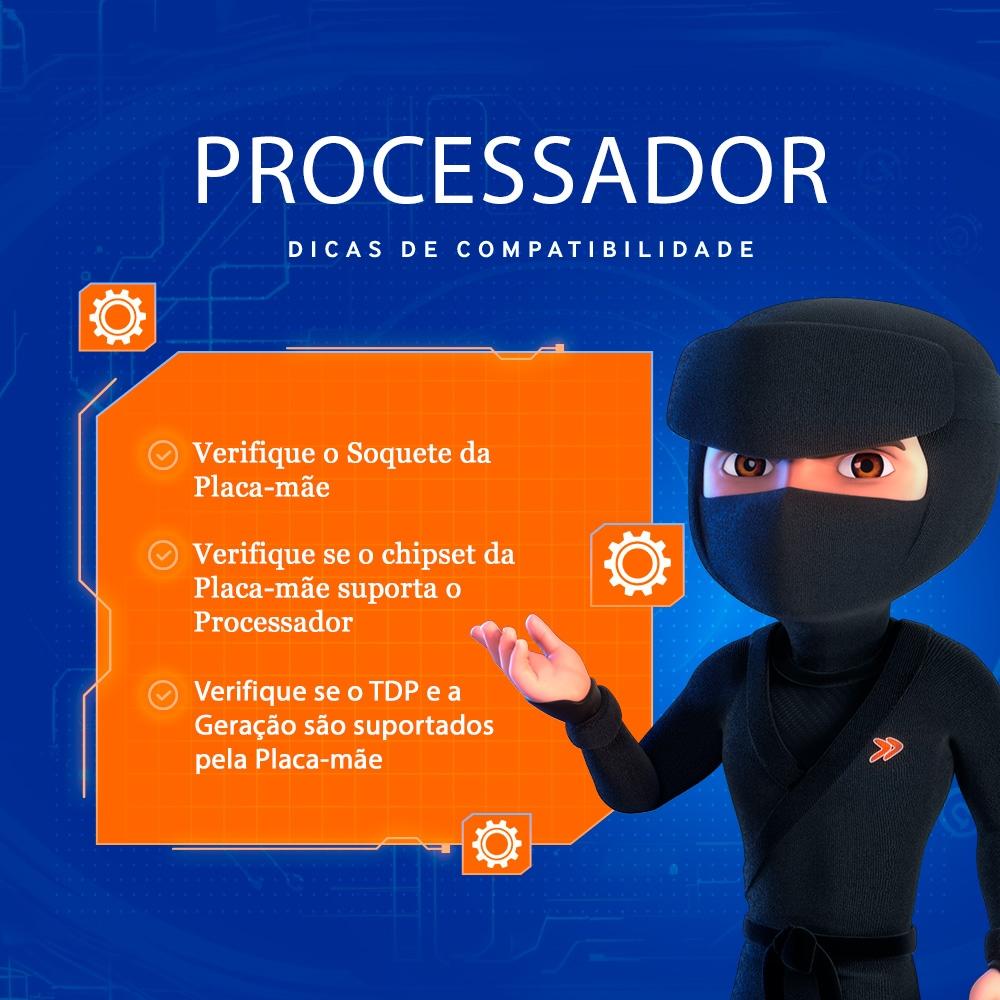 PROCESSADOR
DICAS DE COMPATIBILIDADE
Verifique o Soquete da
Placa-mãe
Verifique se o chipset da
Placa-mãe suporta o
Processador
Verifique se o TDP e a
Geração são suportados
pela Placa-mãe